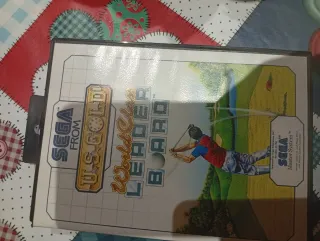 SEGA
FROM
U.S. GOLD
World Class
LEADER
BOARD
SEGA